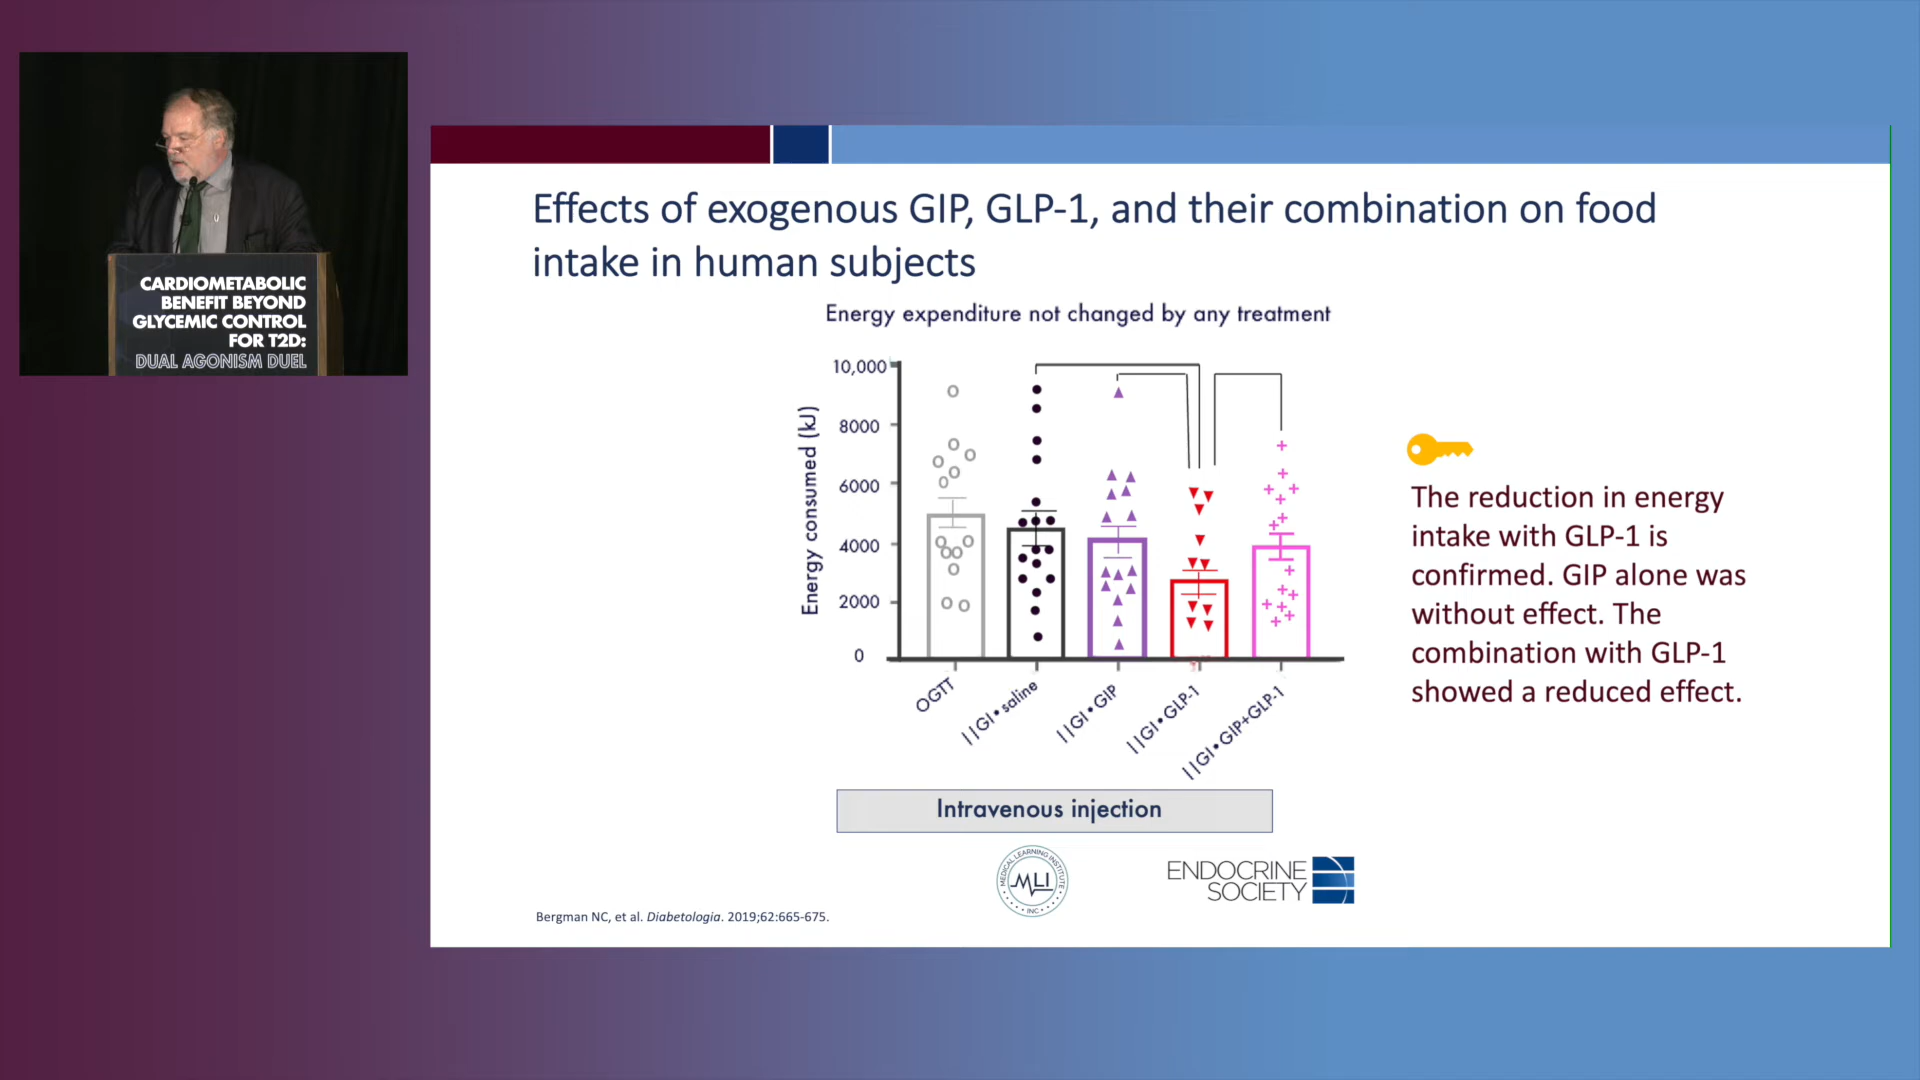 CARDIOMETABOLIC
BENEFIT BEYOND
GLYCEMIC CONTROL
FOR T2D:
DUAL AGONISM DUEL
Effects of exogenous GIP, GLP-1, and their combination on food
intake in human subjects
Energy expenditure not changed by any treatment
Energy consumed (kJ)
10,000
8000
6000
4000
2000
0
OGTT
||GI•saline
||GI•GIP
||GI•GLP-1
||GI•GIP+GLP-1
Intravenous injection
The reduction in energy
intake with GLP-1 is
confirmed. GIP alone was
without effect. The
combination with GLP-1
showed a reduced effect.
MEDICAL LEARNING INSTITUTE
MLI
INC
ENDOCRINE
SOCIETY
Bergman NC, et al. Diabetologia. 2019;62:665-675.